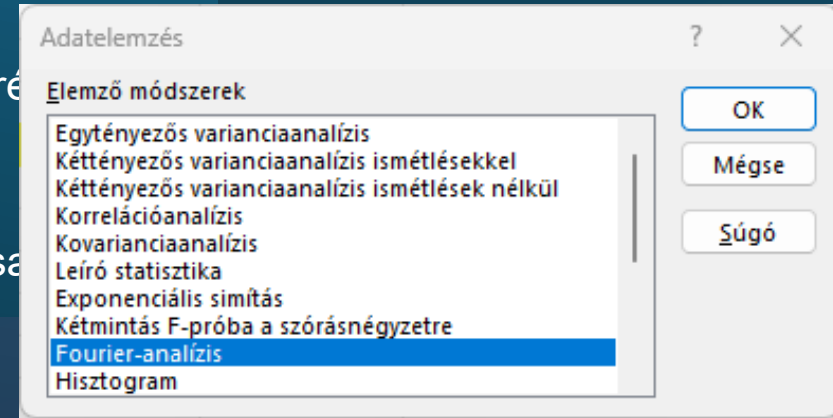 Adatelemzés
Elemző módszerek
Egytényezős varianciaanalízis
Kéttényezős varianciaanalízis ismétlésekkel
Kéttényezős varianciaanalízis ismétlések nélkül
Korrelációanalízis
Kovarianciaanalízis
Leíró statisztika
Exponenciális simítás
Kétmintás F-próba a szórásnégyzetre
Fourier-analízis
Hisztogram
OK
Mégse
Súgó